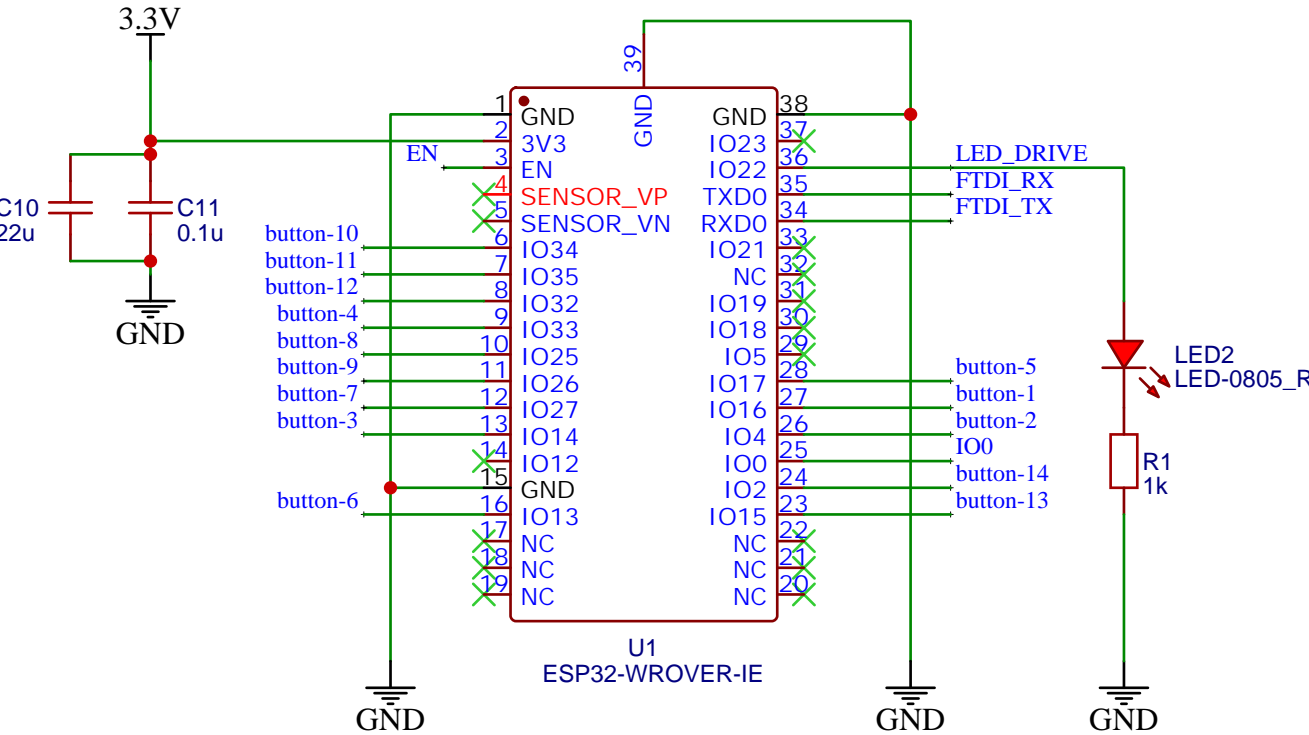 3.3V
C10
22u
C11
0.1u
GND
EN
button-10
button-11
button-12
button-4
button-8
button-9
button-7
button-3
button-6
39
GND
1 GND
2 3V3
3 EN
4 SENSOR_VP
5 SENSOR_VN
6 IO34
7 IO35
8 IO32
9 IO33
10 IO25
11 IO26
12 IO27
13 IO14
14 IO12
15 GND
16 IO13
17 NC
18 NC
19 NC
GND 38
IO23 37
IO22 36
TXD0 35
RXD0 34
IO21 33
NC 32
IO19 31
IO18 30
IO5 29
IO17 28
IO16 27
IO4 26
IO0 25
IO2 24
IO15 23
NC 22
NC 21
NC 20
LED_DRIVE
FTDI_RX
FTDI_TX
button-5
button-1
button-2
IO0
button-14
button-13
LED2
LED-0805_R
R1
1k
U1
ESP32-WROVER-IE
GND
GND
GND